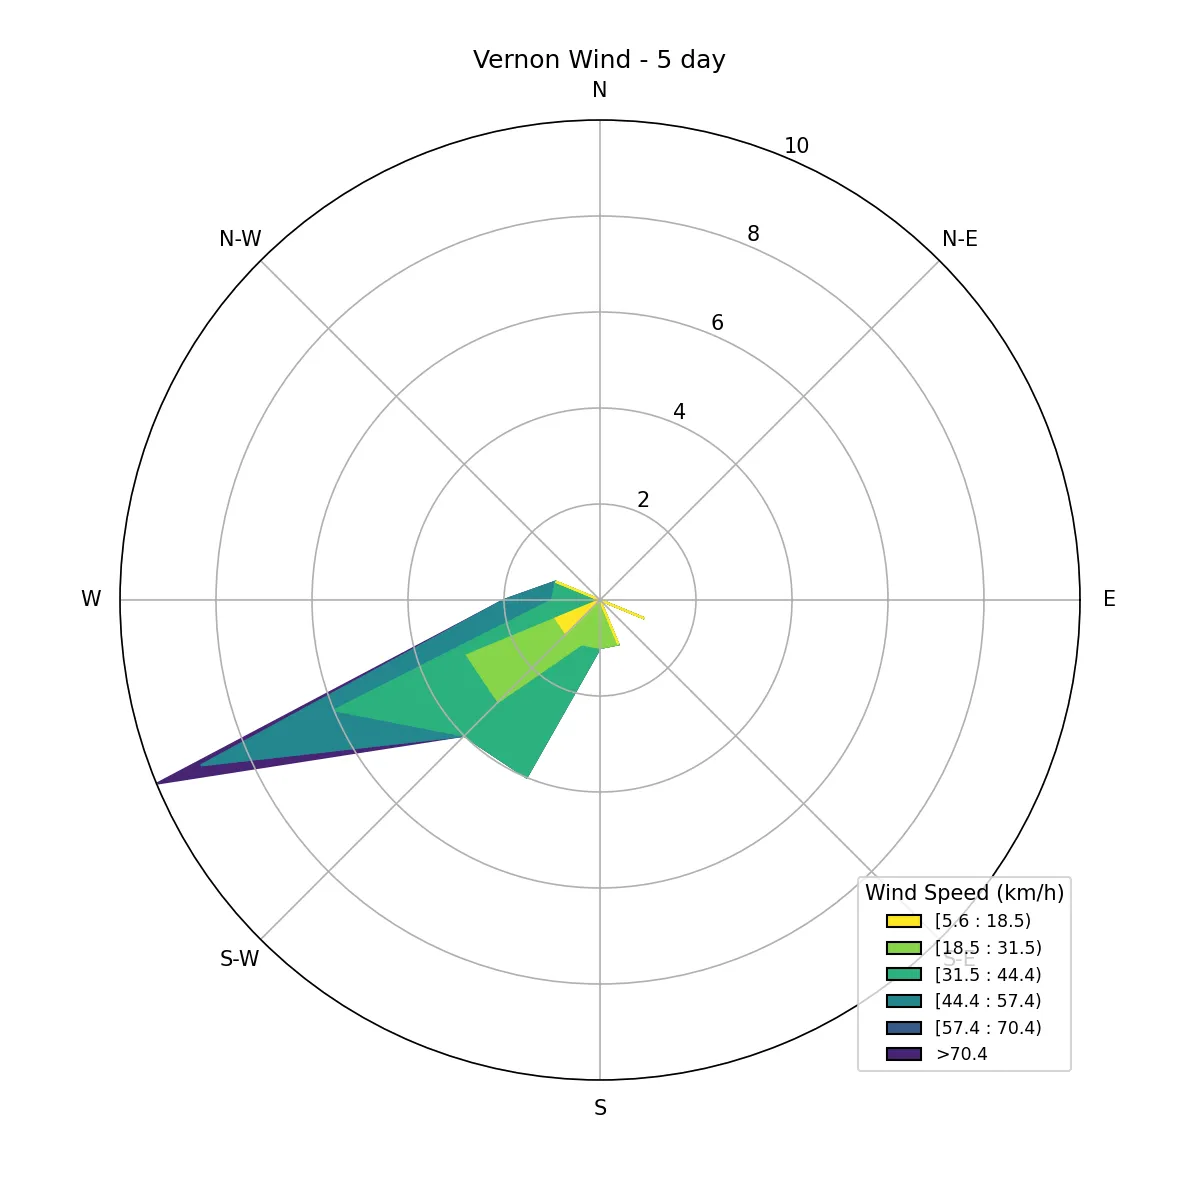 Vernon Wind - 5 day
N
10
N-W
8
N-E
6
4
2
W
E
Wind Speed (km/h)
[5.6 : 18.5)
[18.5 : 31.5)
S-W
S-E
[31.5 : 44.4)
[44.4 : 57.4)
[57.4 : 70.4)
>70.4
S